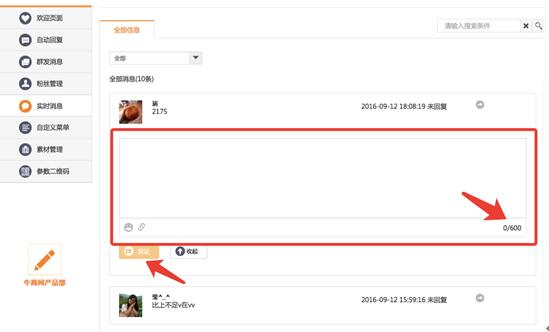 欢迎页面
自动回复
群发消息
粉丝管理
实时消息
自定义菜单
素材管理
参数二维码
牛商网产品部
全部信息
请输入搜索条件
全部
全部消息(10条)
2175
2016-09-12 18:08:19 未回复
0/600
发送
收起
莹^_^
比上不足v在vv
2016-09-12 15:59:16 未回复